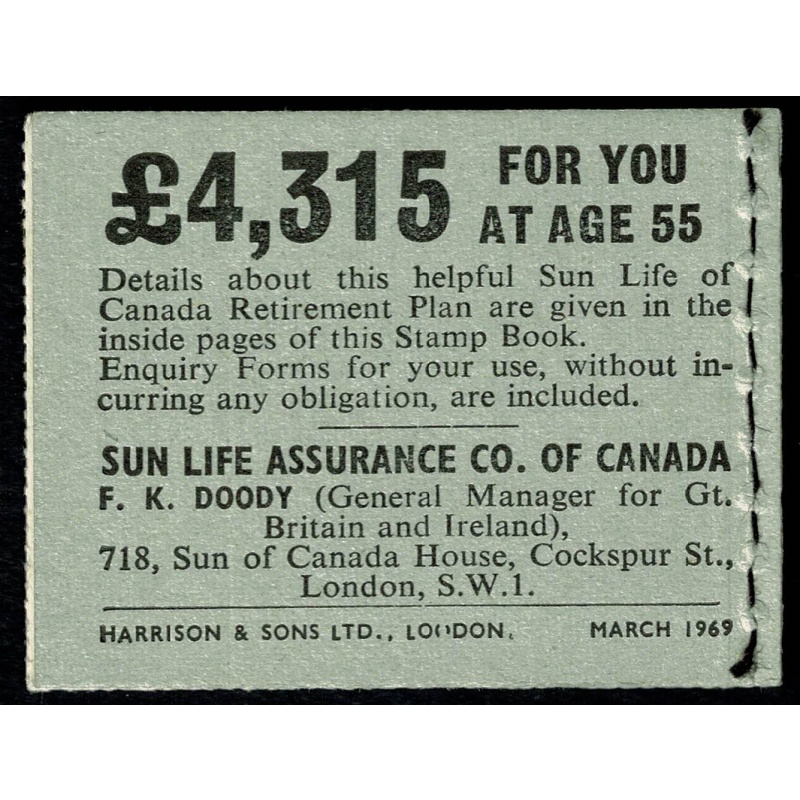 £4,315 FOR YOU
AT AGE 55
Details about this helpful Sun Life of
Canada Retirement Plan are given in the
inside pages of this Stamp Book.
Enquiry Forms for your use, without in-
curring any obligation, are included.
SUN LIFE ASSURANCE CO. OF CANADA
F. K. DOODY (General Manager for Gt.
Britain and Ireland),
718, Sun of Canada House, Cockspur St.,
London, S.W.1.
HARRISON & SONS LTD., LONDON. MARCH 1969